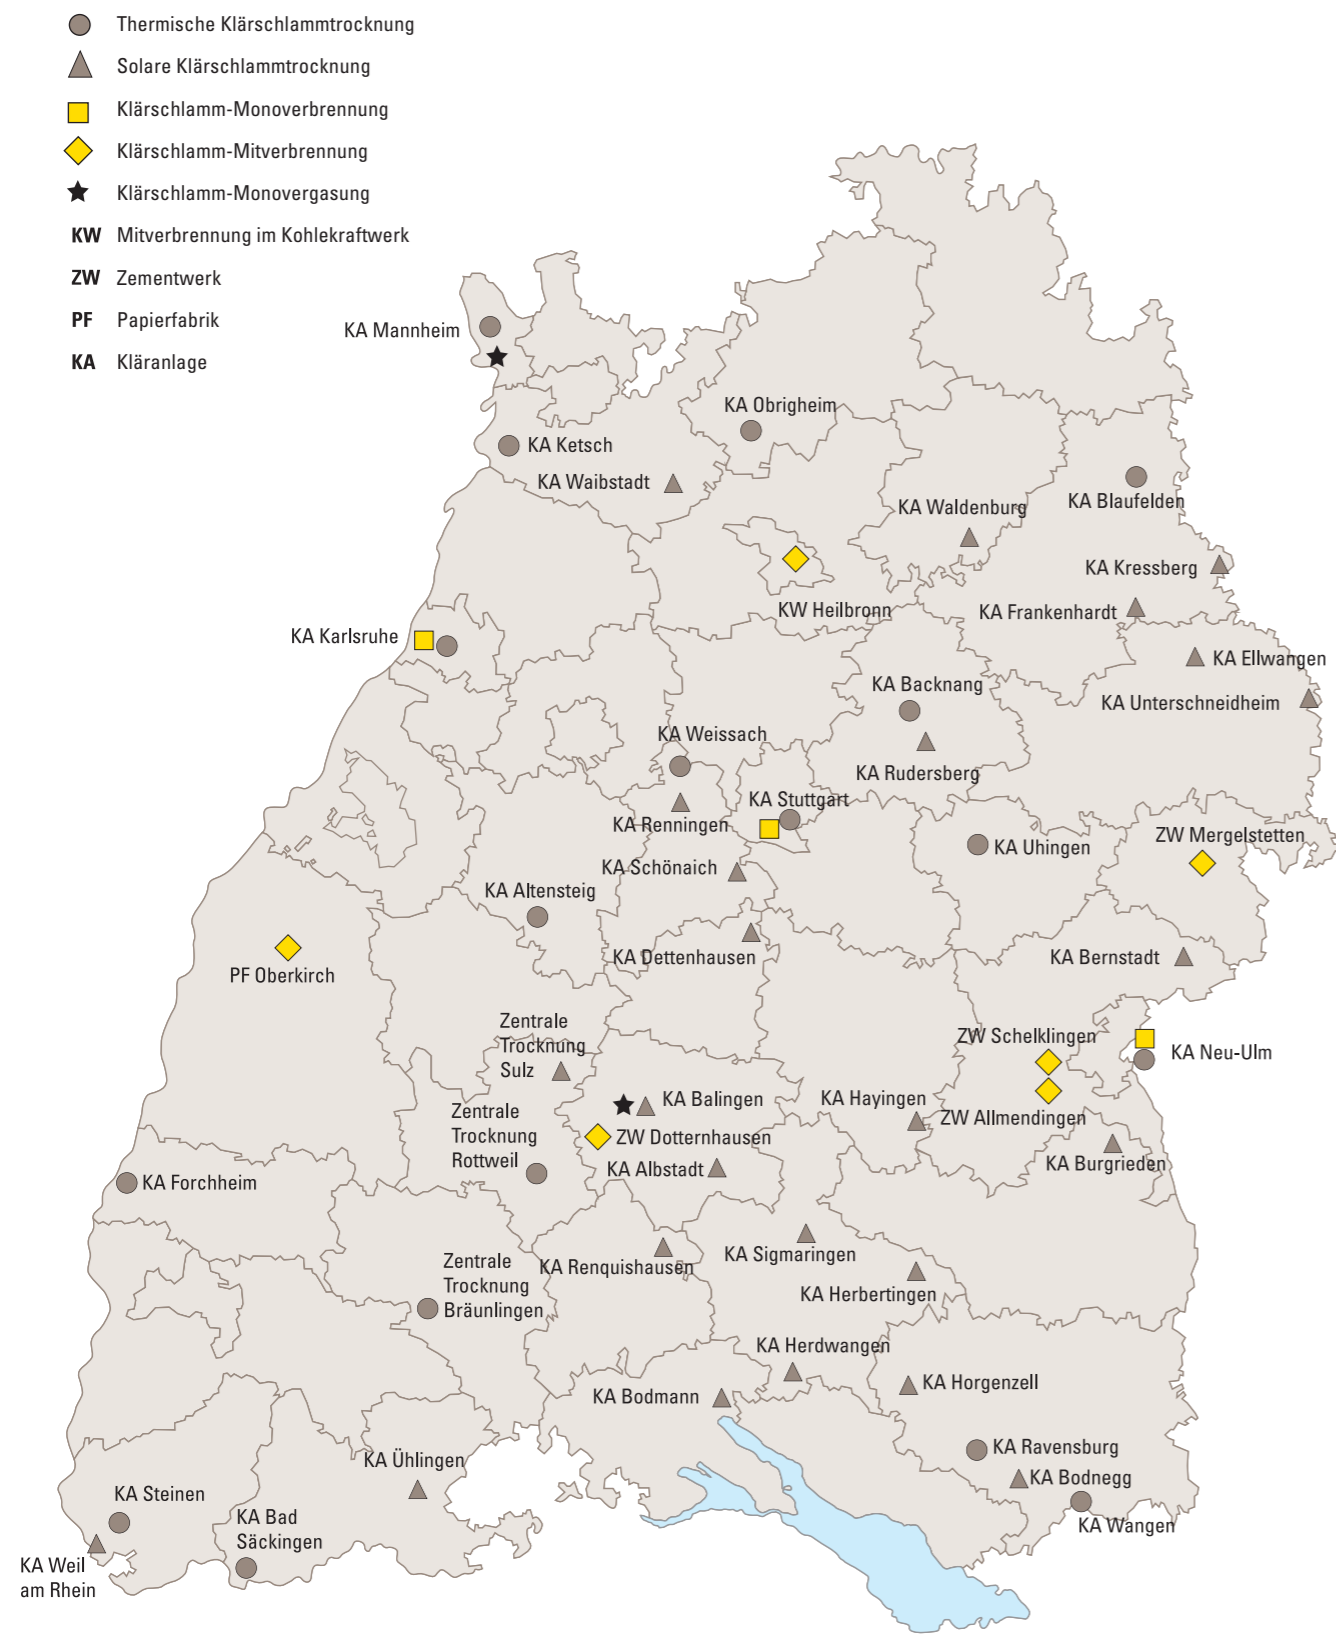 Thermische Klärschlammtrocknung
Solare Klärschlammtrocknung
Klärschlamm-Monoverbrennung
Klärschlamm-Mitverbrennung
Klärschlamm-Monovergasung
KW Mitverbrennung im Kohlekraftwerk
ZW Zementwerk
PF Papierfabrik
KA Kläranlage
KA Mannheim
KA Obrigheim
KA Ketsch
KA Waibstadt
KA Blaufelden
KA Waldenburg
KA Kressberg
KW Heilbronn
KA Frankenhardt
KA Karlsruhe
KA Ellwangen
KA Backnang
KA Unterschneidheim
KA Weissach
KA Rudersberg
KA Stuttgart
KA Renningen
ZW Mergelstetten
KA Uhingen
KA Schönaich
KA Altensteig
KA Dettenhausen
KA Bernstadt
PF Oberkirch
Zentrale
Trocknung
Sulz
ZW Schelklingen
KA Neu-Ulm
KA Balingen
KA Hayingen
ZW Allmendingen
Zentrale
Trocknung
Rottweil
ZW Dotternhausen
KA Albstadt
KA Burgrieden
KA Forchheim
KA Sigmaringen
Zentrale
Trocknung
Bräunlingen
KA Renquishausen
KA Herbertingen
KA Herdwangen
KA Horgenzell
KA Bodmann
KA Ravensburg
KA Ühlingen
KA Bodnegg
KA Steinen
KA Bad
Säckingen
KA Wangen
KA Weil
am Rhein